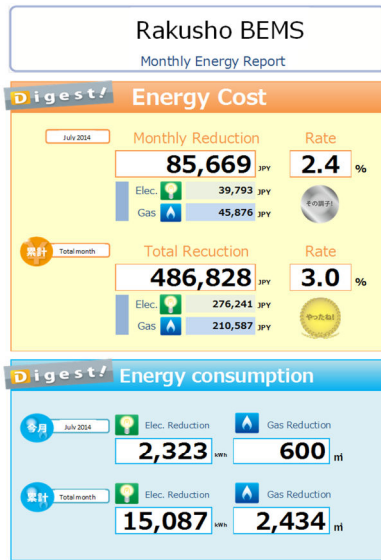 Rakusho BEMS
Monthly Energy Report
Digest! Energy Cost
July 2014 Monthly Reduction Rate
85,669 JPY 2.4 %
Elec. 39,793 JPY その調子!
Gas 45,876 JPY
累計 Total month Total Recuction Rate
486,828 JPY 3.0 %
Elec. 276,241 JPY やったね!
Gas 210,587 JPY
Digest! Energy consumption
今月 July 2014 Elec. Reduction Gas Reduction
2,323 kWh 600 ㎥
累計 Total month Elec. Reduction Gas Reduction
15,087 kWh 2,434 ㎥